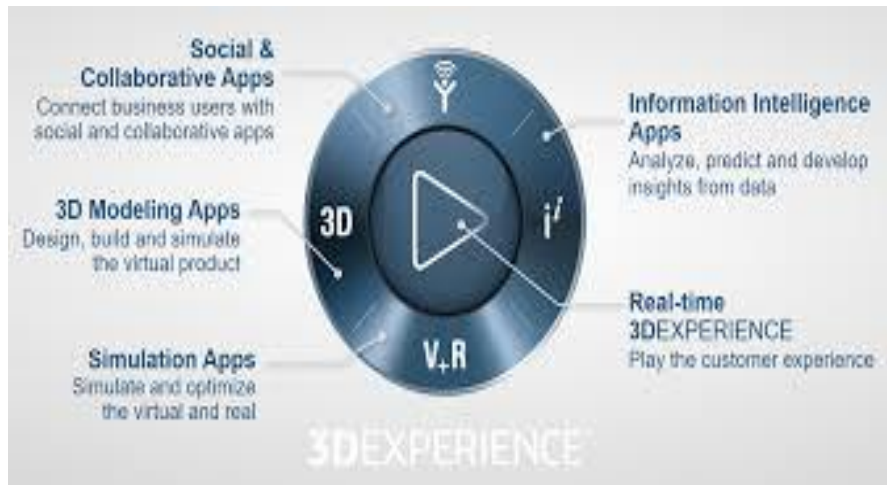 Social &
Collaborative Apps
Connect business users with
social and collaborative apps
Information Intelligence
Apps
Analyze, predict and develop
insights from data
3D Modeling Apps
Design, build and simulate
the virtual product
3D
i
Real-time
3DEXPERIENCE
Play the customer experience
Simulation Apps
Simulate and optimize
the virtual and real
V+R
3DEXPERIENCE